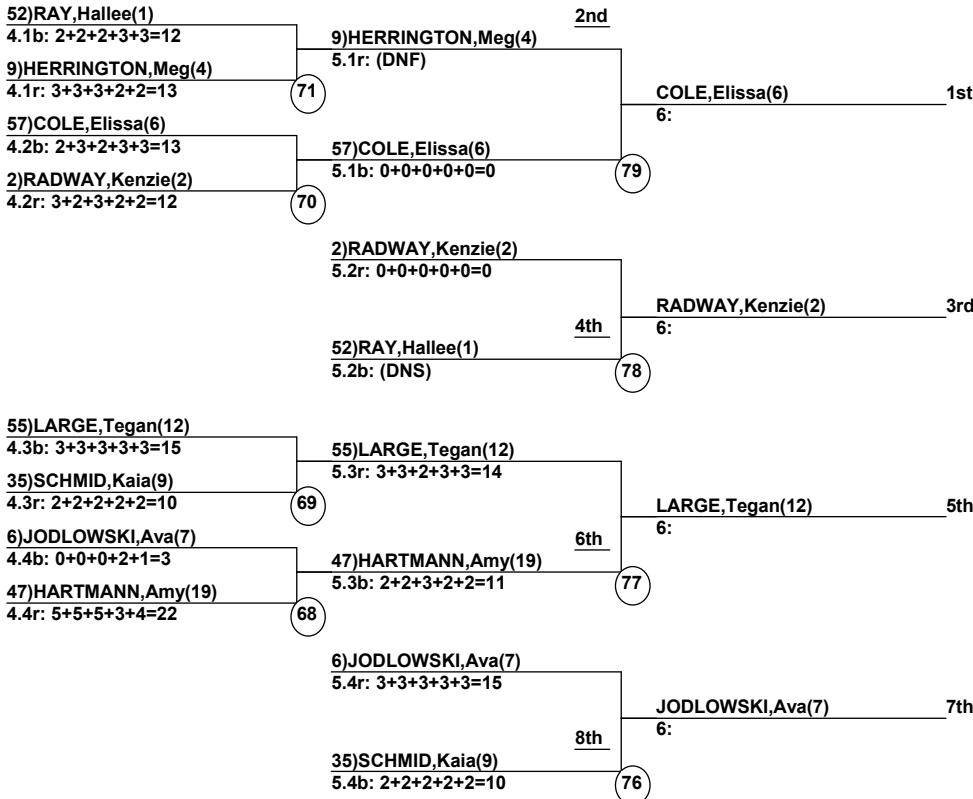 52)RAY,Hallee(1)
4.1b: 2+2+2+3+3=12
9)HERRINGTON,Meg(4)
4.1r: 3+3+3+2+2=13
71
57)COLE,Elissa(6)
4.2b: 2+3+2+3+3=13
2)RADWAY,Kenzie(2)
4.2r: 3+2+3+2+2=12
70
9)HERRINGTON,Meg(4)
5.1r: (DNF)
57)COLE,Elissa(6)
5.1b: 0+0+0+0+0=0
79
2nd
COLE,Elissa(6) 1st
6:
2)RADWAY,Kenzie(2)
5.2r: 0+0+0+0+0=0
52)RAY,Hallee(1)
5.2b: (DNS)
78
4th
RADWAY,Kenzie(2) 3rd
6:
55)LARGE,Tegan(12)
4.3b: 3+3+3+3+3=15
35)SCHMID,Kaia(9)
4.3r: 2+2+2+2+2=10
69
6)JODLOWSKI,Ava(7)
4.4b: 0+0+0+2+1=3
47)HARTMANN,Amy(19)
4.4r: 5+5+5+3+4=22
68
55)LARGE,Tegan(12)
5.3r: 3+3+2+3+3=14
47)HARTMANN,Amy(19)
5.3b: 2+2+3+2+2=11
77
6th
LARGE,Tegan(12) 5th
6:
6)JODLOWSKI,Ava(7)
5.4r: 3+3+3+3+3=15
35)SCHMID,Kaia(9)
5.4b: 2+2+2+2+2=10
76
8th
JODLOWSKI,Ava(7) 7th
6: